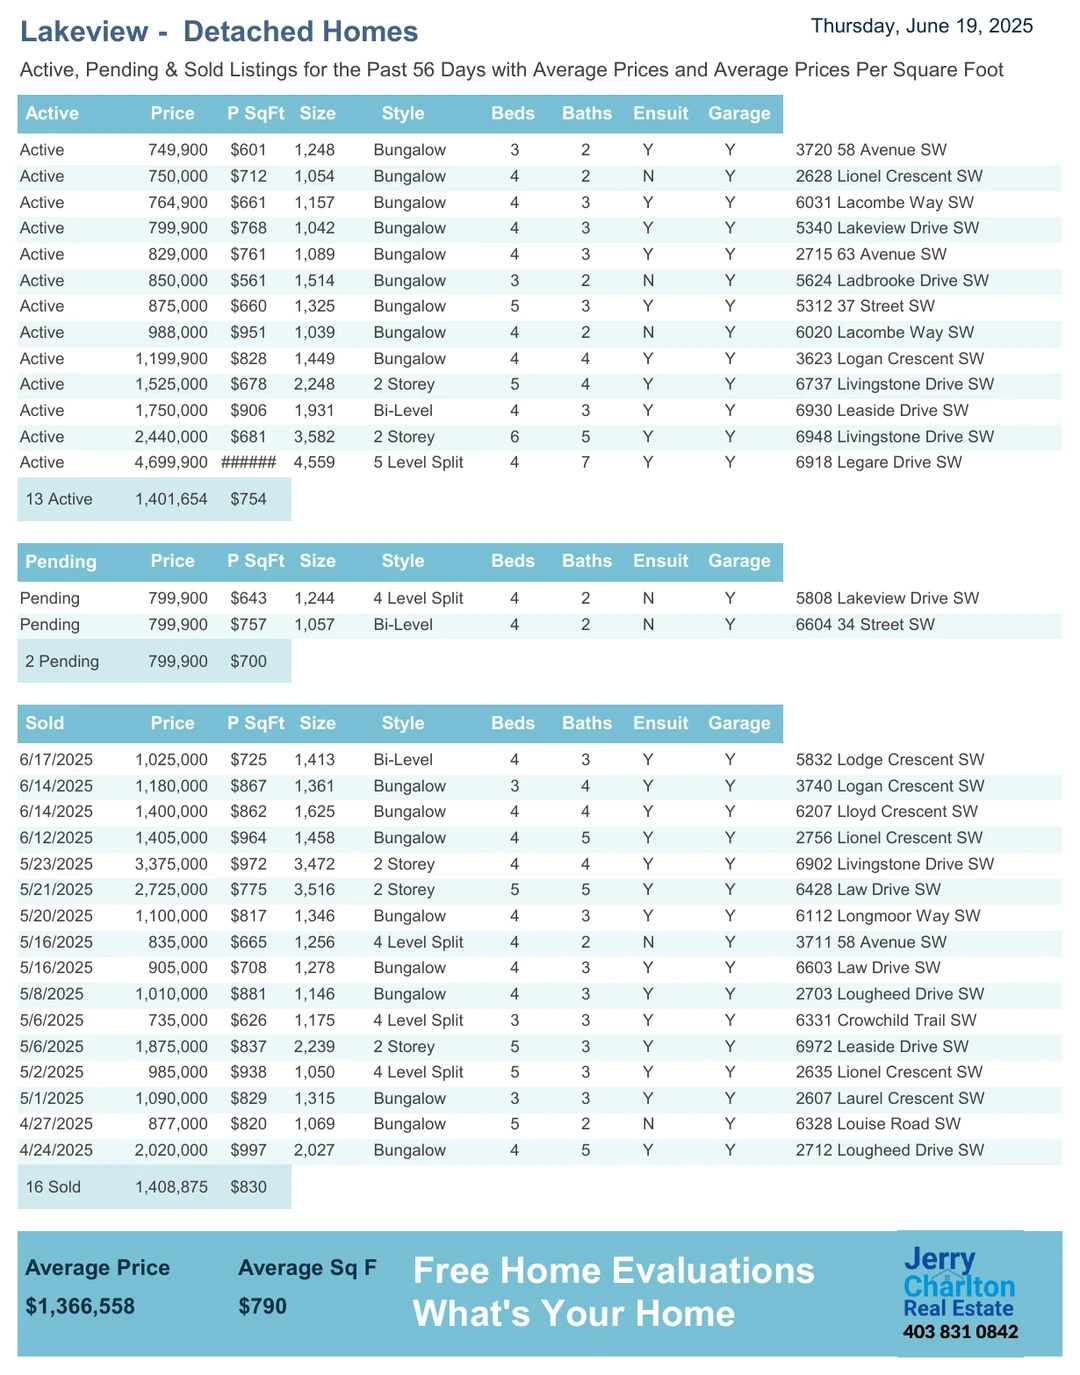 Lakeview - Detached Homes
Thursday, June 19, 2025
Active, Pending & Sold Listings for the Past 56 Days with Average Prices and Average Prices Per Square Foot
Active Price P SqFt Size Style Beds Baths Ensuit Garage
Active 749,900 $601 1,248 Bungalow 3 2 Y Y 3720 58 Avenue SW
Active 750,000 $712 1,054 Bungalow 4 2 N Y 2628 Lionel Crescent SW
Active 764,900 $661 1,157 Bungalow 4 3 Y Y 6031 Lacombe Way SW
Active 799,900 $768 1,042 Bungalow 4 3 Y Y 5340 Lakeview Drive SW
Active 829,000 $761 1,089 Bungalow 4 3 Y Y 2715 63 Avenue SW
Active 850,000 $561 1,514 Bungalow 3 2 N Y 5624 Ladbrooke Drive SW
Active 875,000 $660 1,325 Bungalow 5 3 Y Y 5312 37 Street SW
Active 988,000 $951 1,039 Bungalow 4 2 N Y 6020 Lacombe Way SW
Active 1,199,900 $828 1,449 Bungalow 4 4 Y Y 3623 Logan Crescent SW
Active 1,525,000 $678 2,248 2 Storey 5 4 Y Y 6737 Livingstone Drive SW
Active 1,750,000 $906 1,931 Bi-Level 4 3 Y Y 6930 Leaside Drive SW
Active 2,440,000 $681 3,582 2 Storey 6 5 Y Y 6948 Livingstone Drive SW
Active 4,699,900 ###### 4,559 5 Level Split 4 7 Y Y 6918 Legare Drive SW
13 Active 1,401,654 $754
Pending Price P SqFt Size Style Beds Baths Ensuit Garage
Pending 799,900 $643 1,244 4 Level Split 4 2 N Y 5808 Lakeview Drive SW
Pending 799,900 $757 1,057 Bi-Level 4 2 N Y 6604 34 Street SW
2 Pending 799,900 $700
Sold Price P SqFt Size Style Beds Baths Ensuit Garage
6/17/2025 1,025,000 $725 1,413 Bi-Level 4 3 Y Y 5832 Lodge Crescent SW
6/14/2025 1,180,000 $867 1,361 Bungalow 3 4 Y Y 3740 Logan Crescent SW
6/14/2025 1,400,000 $862 1,625 Bungalow 4 4 Y Y 6207 Lloyd Crescent SW
6/12/2025 1,405,000 $964 1,458 Bungalow 4 5 Y Y 2756 Lionel Crescent SW
5/23/2025 3,375,000 $972 3,472 2 Storey 4 4 Y Y 6902 Livingstone Drive SW
5/21/2025 2,725,000 $775 3,516 2 Storey 5 5 Y Y 6428 Law Drive SW
5/20/2025 1,100,000 $817 1,346 Bungalow 4 3 Y Y 6112 Longmoor Way SW
5/16/2025 835,000 $665 1,256 4 Level Split 4 2 N Y 3711 58 Avenue SW
5/16/2025 905,000 $708 1,278 Bungalow 4 3 Y Y 6603 Law Drive SW
5/8/2025 1,010,000 $881 1,146 Bungalow 4 3 Y Y 2703 Lougheed Drive SW
5/6/2025 735,000 $626 1,175 4 Level Split 3 3 Y Y 6331 Crowchild Trail SW
5/6/2025 1,875,000 $837 2,239 2 Storey 5 3 Y Y 6972 Leaside Drive SW
5/2/2025 985,000 $938 1,050 4 Level Split 5 3 Y Y 2635 Lionel Crescent SW
5/1/2025 1,090,000 $829 1,315 Bungalow 3 3 Y Y 2607 Laurel Crescent SW
4/27/2025 877,000 $820 1,069 Bungalow 5 2 N Y 6328 Louise Road SW
4/24/2025 2,020,000 $997 2,027 Bungalow 4 5 Y Y 2712 Lougheed Drive SW
16 Sold 1,408,875 $830
Average Price Average Sq F
$1,366,558 $790
Free Home Evaluations
What's Your Home
Jerry
Charlton
Real Estate
403 831 0842